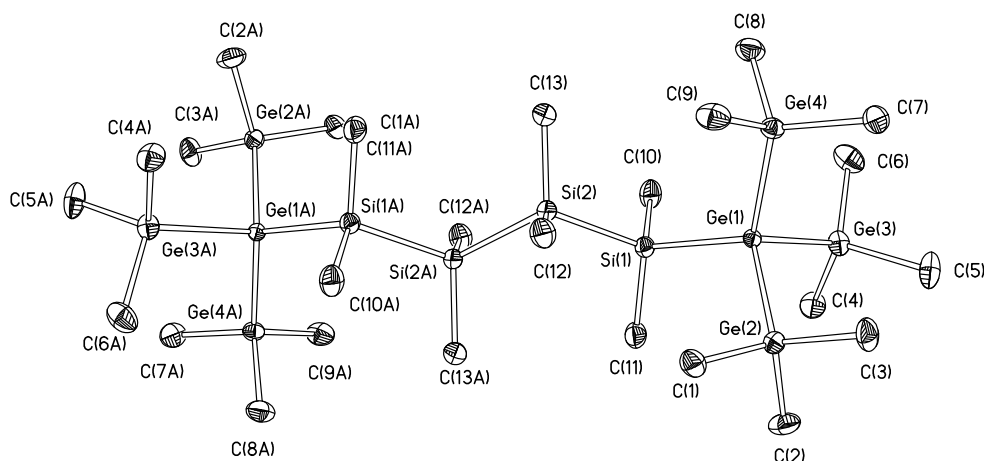 C(8)
C(2A)
C(13)
C(9)
Ge(4)
C(7)
C(3A)
Ge(2A)
C(4A)
C(1A)
C(11A)
C(6)
C(10)
C(5A)
Si(2)
C(12A)
Ge(1)
Ge(1A)
Si(1A)
Ge(3A)
Ge(3)
Si(1)
C(12)
Si(2A)
C(5)
C(4)
C(10A)
Ge(4A)
C(6A)
Ge(2)
C(11)
C(7A)
C(9A)
C(13A)
C(1)
C(3)
C(8A)
C(2)